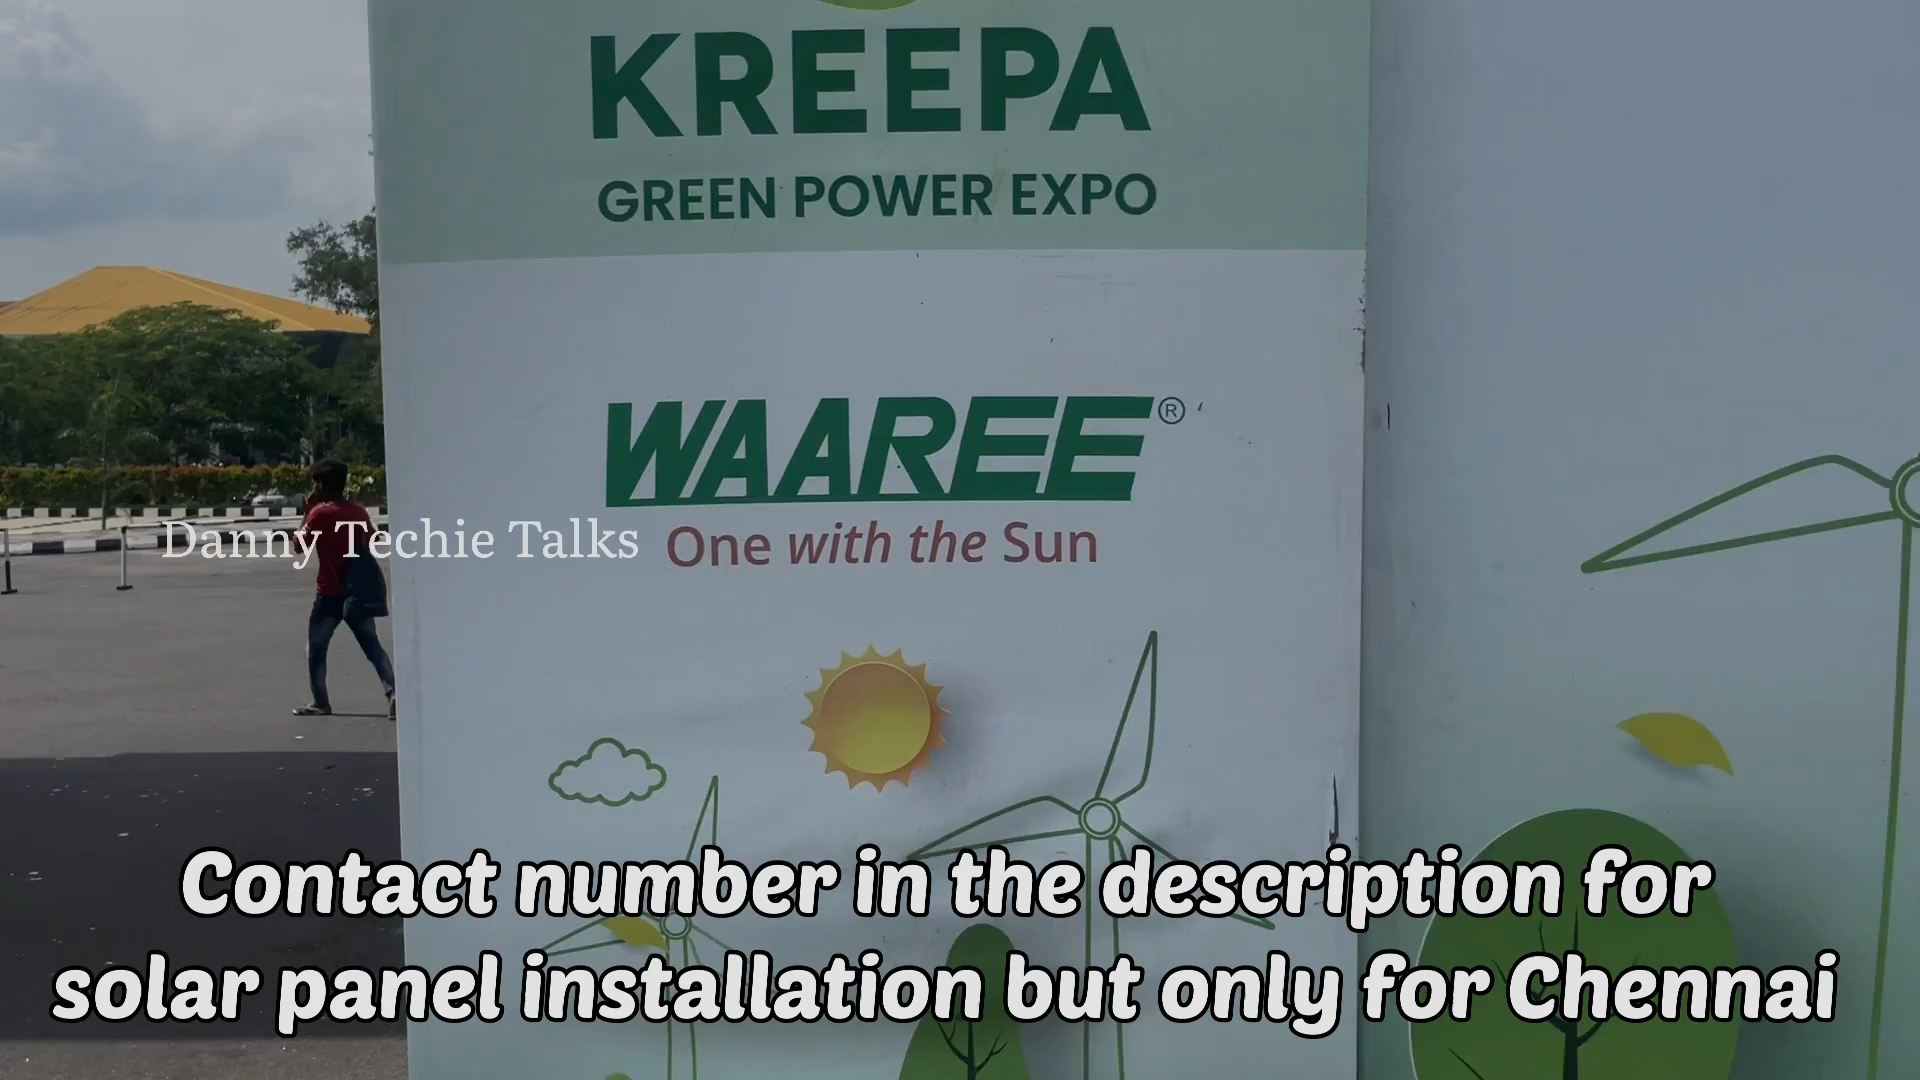 KREEPA
GREEN POWER EXPO
WAAREE®
One with the Sun
Danny Techie Talks
Contact number in the description for
solar panel installation but only for Chennai